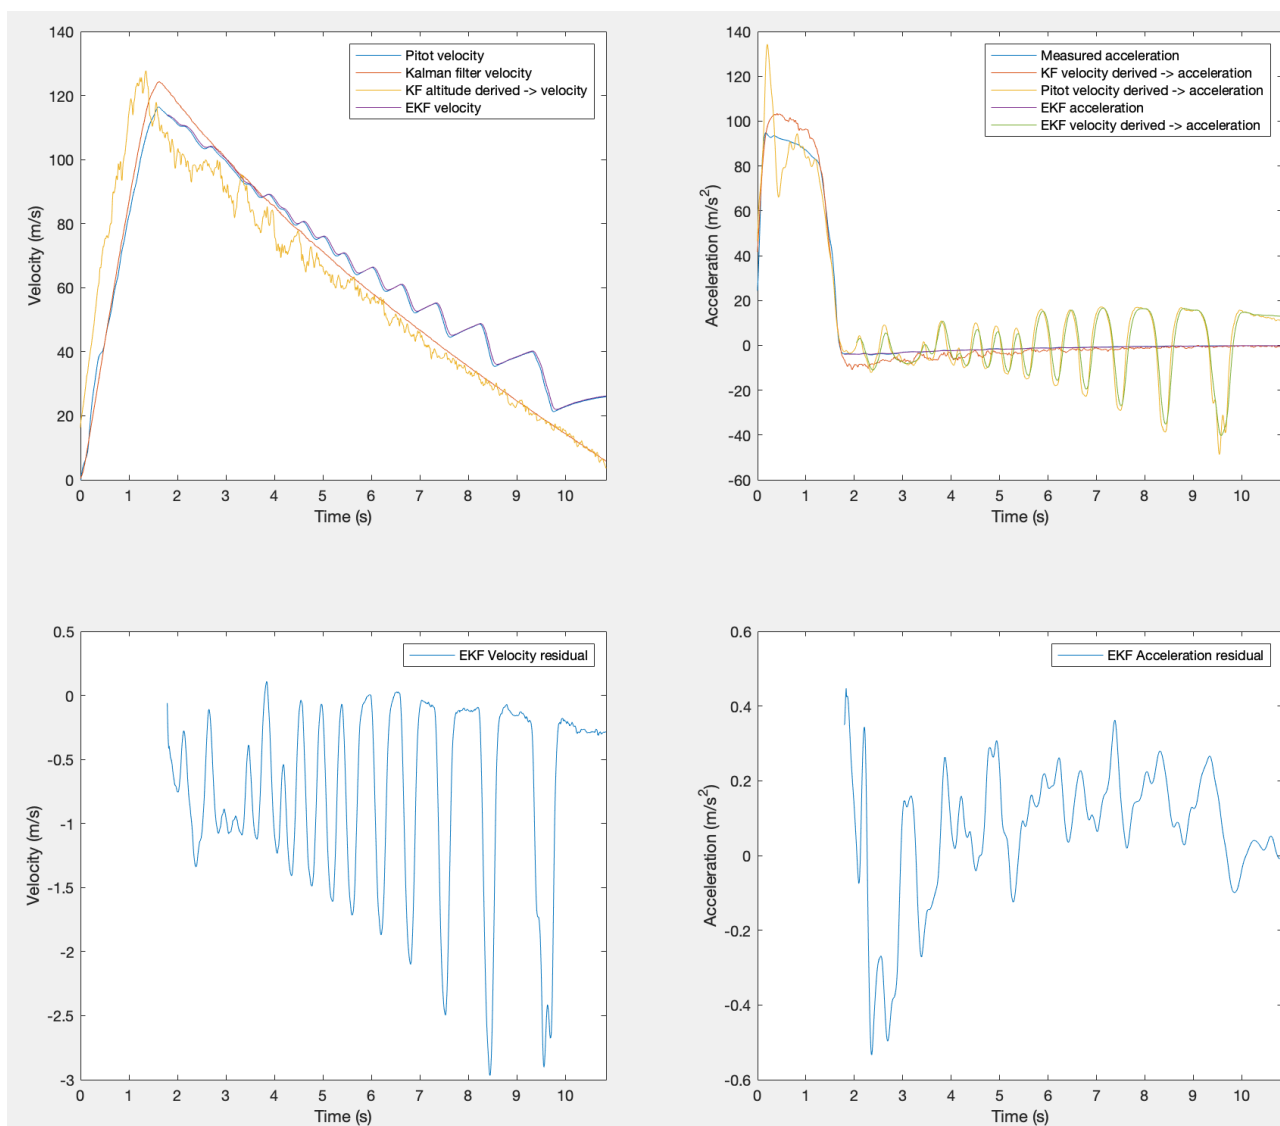 140
120
100
80
60
40
20
0
Velocity (m/s)
Pitot velocity
Kalman filter velocity
KF altitude derived -> velocity
EKF velocity
0 1 2 3 4 5 6 7 8 9 10
Time (s)
140
120
100
80
60
40
20
0
-20
-40
-60
Acceleration (m/s²)
Measured acceleration
KF velocity derived -> acceleration
Pitot velocity derived -> acceleration
EKF acceleration
EKF velocity derived -> acceleration
0 1 2 3 4 5 6 7 8 9 10
Time (s)
0.5
0
-0.5
-1
-1.5
-2
-2.5
-3
Velocity (m/s)
EKF Velocity residual
0 1 2 3 4 5 6 7 8 9 10
Time (s)
0.6
0.4
0.2
0
-0.2
-0.4
-0.6
Acceleration (m/s²)
EKF Acceleration residual
0 1 2 3 4 5 6 7 8 9 10
Time (s)